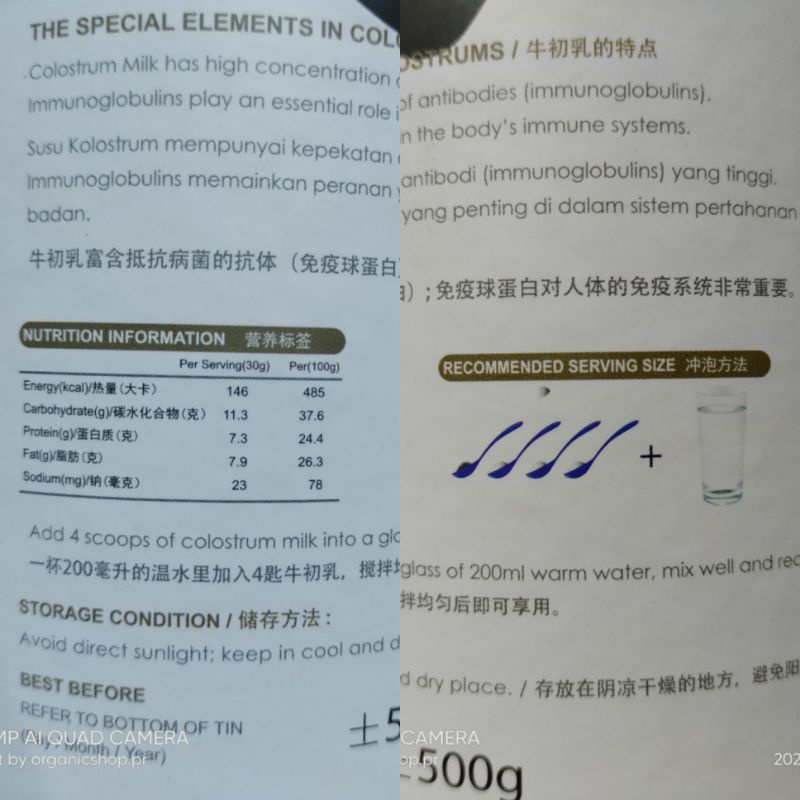 THE SPECIAL ELEMENTS IN COL
.Colostrum Milk has high concentration
Immunoglobulins play an essential role i
Susu Kolostrum mempunyai kepekatan
Immunoglobulins memainkan peranan
badan.
牛初乳富含抵抗病菌的抗体（免疫球蛋白
NUTRITION INFORMATION 营养标签
Per Serving(30g) Per(100g)
Energy(kcal)/热量(大卡) 146 485
Carbohydrate(g)/碳水化合物(克) 11.3 37.6
Protein(g)/蛋白质(克) 7.3 24.4
Fat(g)/脂肪(克) 7.9 26.3
Sodium(mg)/钠(毫克) 23 78
Add 4 scoops of colostrum milk into a gla
一杯200毫升的温水里加入4匙牛初乳，搅拌均
STORAGE CONDITION / 储存方法：
Avoid direct sunlight; keep in cool and d
BEST BEFORE
REFER TO BOTTOM OF TIN
(Day / Month / Year)
±5
MP AI QUAD CAMERA
t by organicshop.pr
OSTRUMS / 牛初乳的特点
of antibodies (immunoglobulins).
n the body's immune systems.
antibodi (immunoglobulins) yang tinggi.
yang penting di dalam sistem pertahanan
）；免疫球蛋白对人体的免疫系统非常重要。
RECOMMENDED SERVING SIZE 冲泡方法
+
glass of 200ml warm water, mix well and
拌均匀后即可享用。
d dry place. / 存放在阴凉干燥的地方，避免阳
500g
CAMERA
by organicshop.pr
202